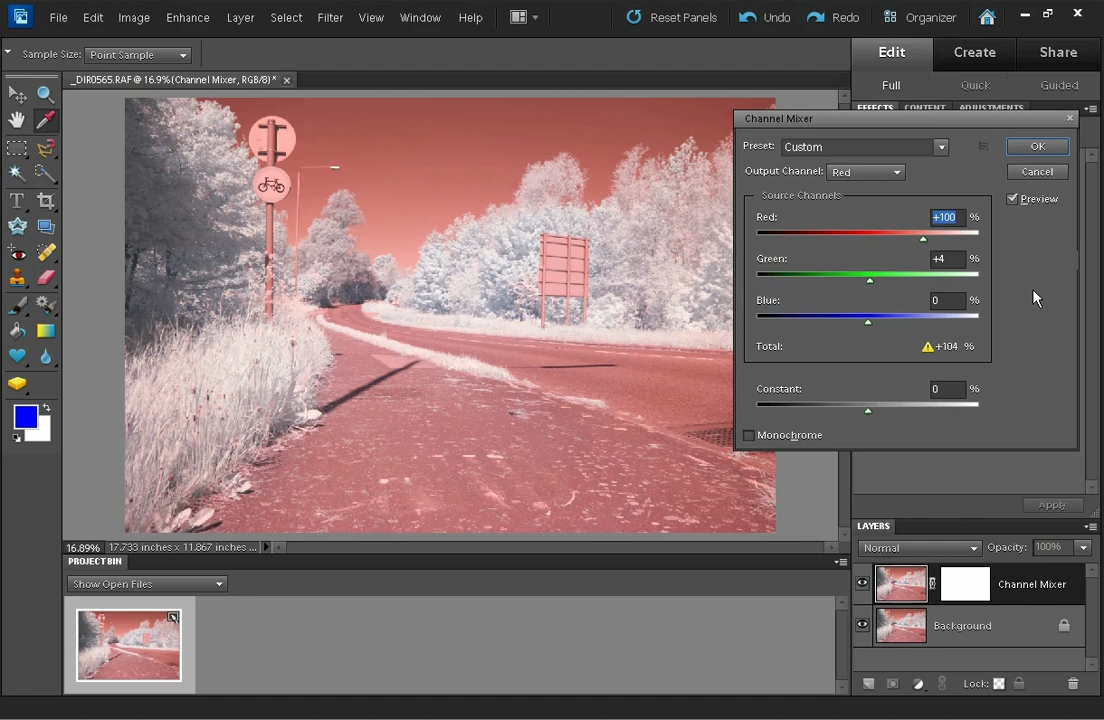 File Edit Image Enhance Layer Select Filter View Window Help Reset Panels Undo Redo Organizer
Sample Size: Point Sample
Edit Create Share
_DIR0565.RAF @ 16.9%(Channel Mixer, RGB/8)*
Full Quick Guided
EFFECTS CONTENT ADJUSTMENTS
Channel Mixer
Preset: Custom OK
Output Channel: Red Cancel
Source Channels Preview
Red: +100 %
Green: +4 %
Blue: 0 %
Total: +104 %
Constant: 0 %
Monochrome
Apply
LAYERS
Normal Opacity: 100%
Channel Mixer
Background
Lock:
16.89% 17.733 inches x 11.867 inches ...
PROJECT BIN
Show Open Files